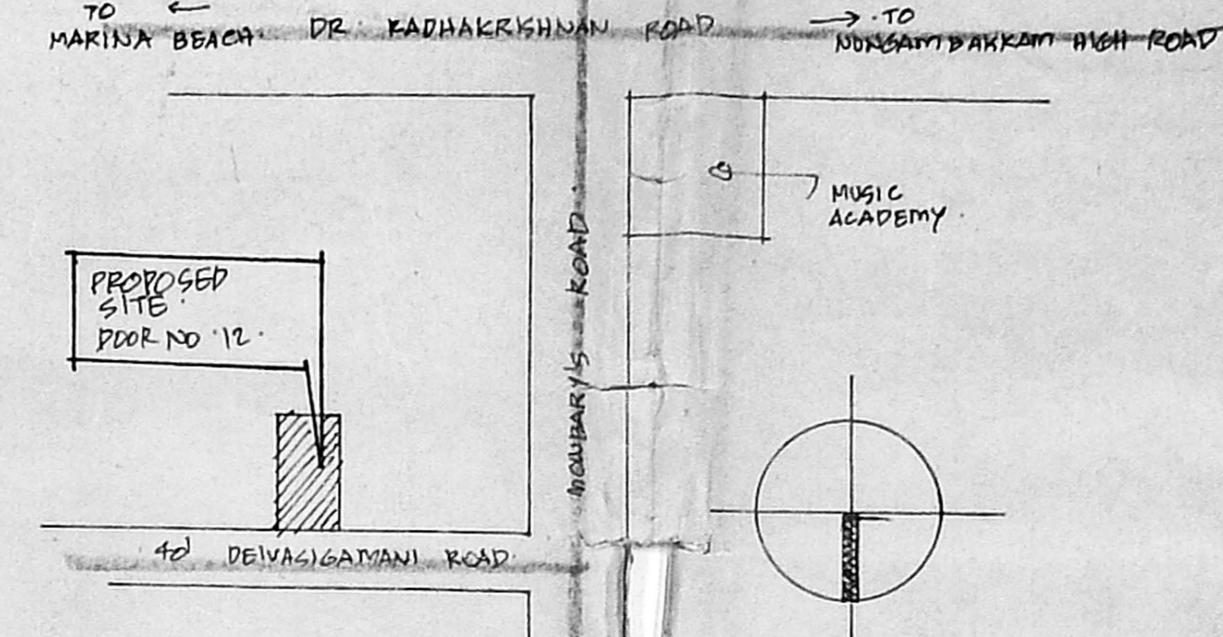 TO ←
MARINA BEACH.
DR. RADHAKRISHNAN ROAD
→ .TO
NUNGAMBAKKAM HIGH ROAD
MUSIC
ACADEMY.
MOWBARY'S ROAD.
PROPOSED
SITE.
DOOR NO.12.
DEIVASIGAMANI ROAD.